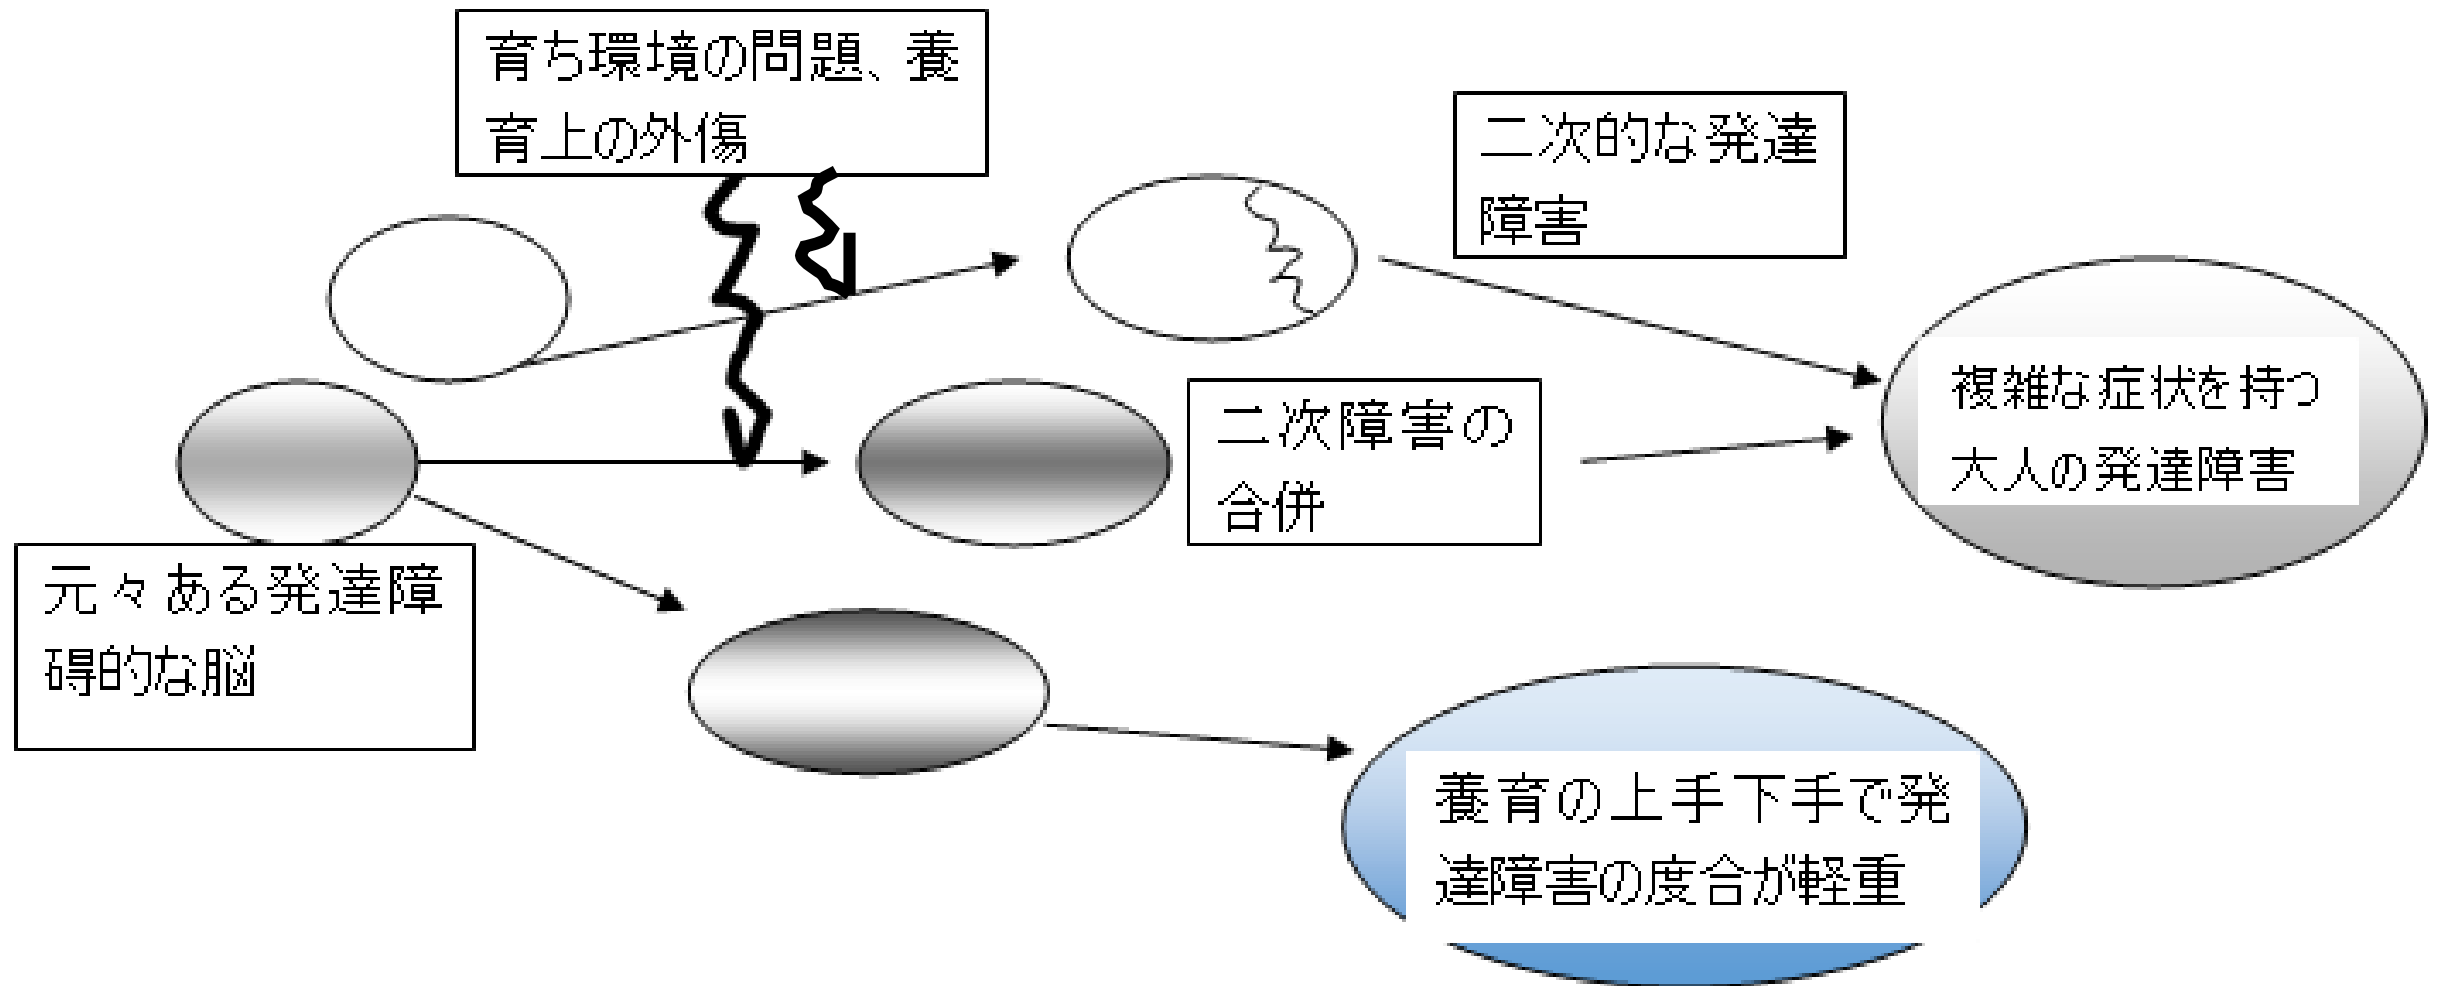 育ち環境の問題、養
育上の外傷
二次的な発達
障害
複雑な症状を持つ
大人の発達障害
二次障害の
合併
元々ある発達障
碍的な脳
養育の上手下手で発
達障害の度合が軽重